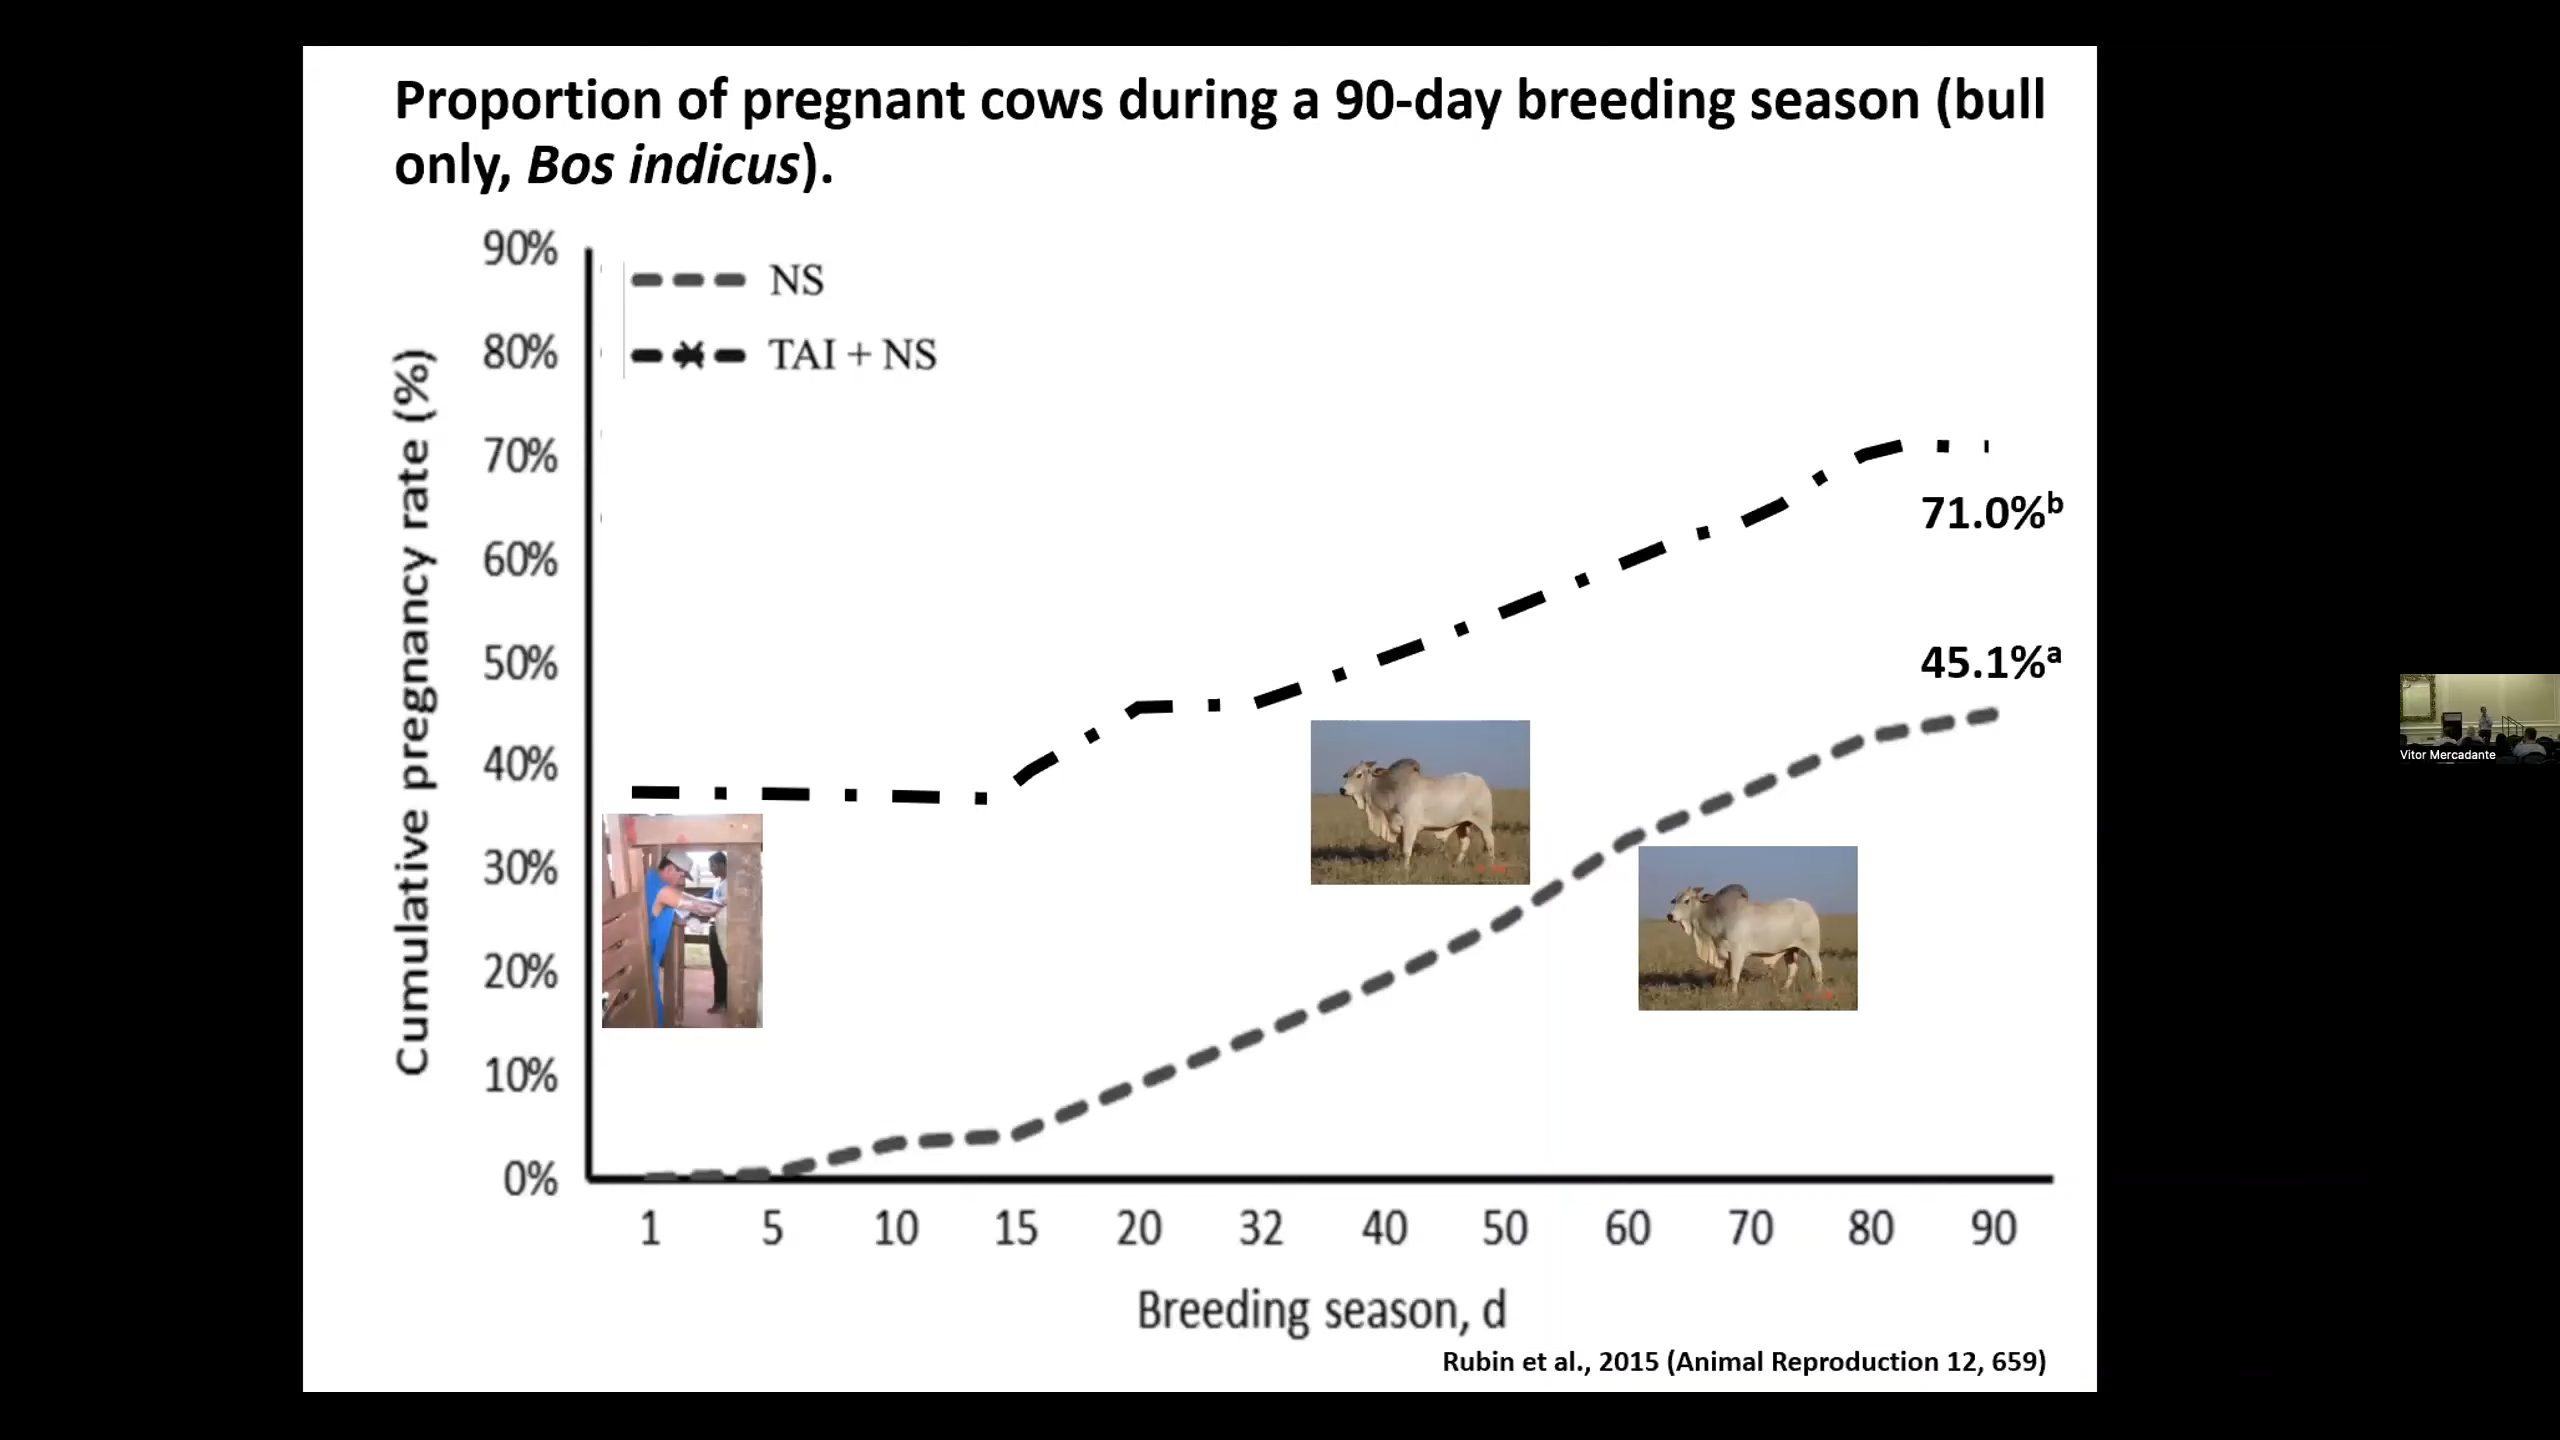 Proportion of pregnant cows during a 90-day breeding season (bull
only, Bos indicus).
Cumulative pregnancy rate (%)
90%
80%
70%
60%
50%
40%
30%
20%
10%
0%
NS
TAI + NS
71.0%b
45.1%a
1 5 10 15 20 32 40 50 60 70 80 90
Breeding season, d
Rubin et al., 2015 (Animal Reproduction 12, 659)
Vitor Mercadante